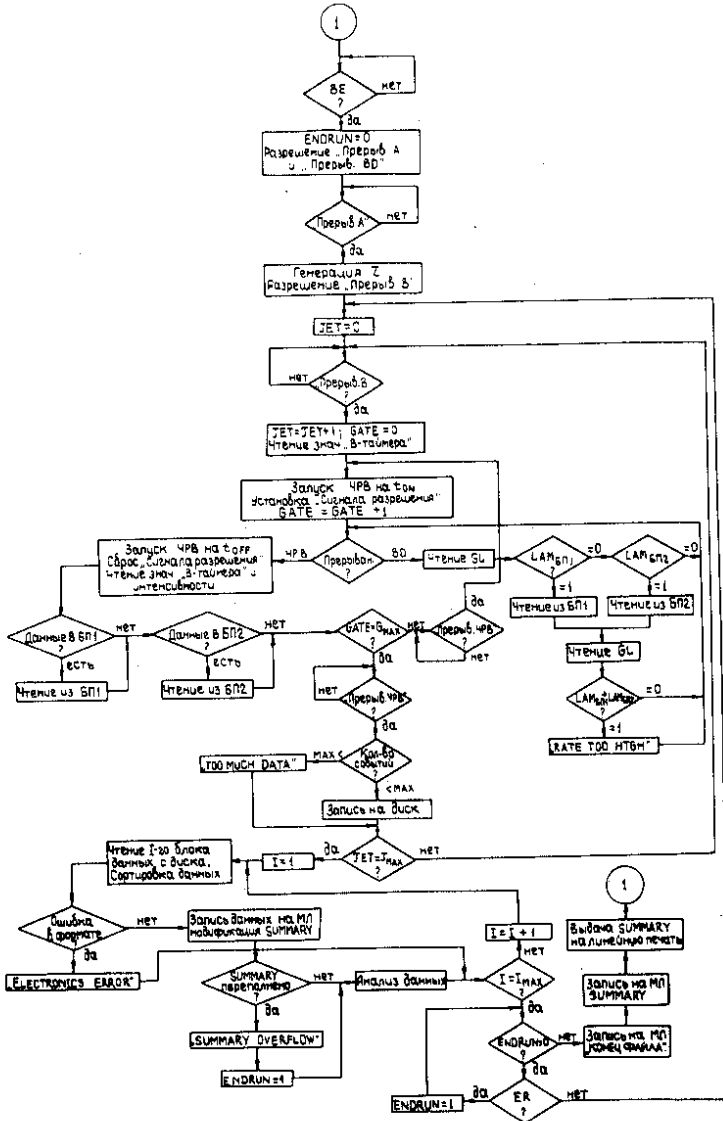 1
BE
?
нет
да
ENDRUN=0
Разрешение „Прерыв A
и „Прерыв. BD"
„Прерыв A"
?
нет
да
Генерация τ
Разрешение „Прерыв B"
JET=0
„Прерыв. B
?
нет
да
JET=JET+1; GATE=0
Чтение знач „В-таймера"
Запуск ЧРВ на tON
Установка „Сигнала разрешения"
GATE = GATE +1
Прерыван.
?
ЧРВ
BD
Запуск ЧРВ на tOFF
Сброс „Сигнала разрешения"
Чтение знач „В-таймера" и
интенсивности
Чтение GL
LAMБП1
?
=0
=1
LAMБП2
?
=0
=1
Чтение из БП1
Чтение из БП2
Чтение GL
?
=0
=1
„RATE TOO HIGH"
Данные в БП1
?
нет
есть
Чтение из БП1
Данные в БП2
?
нет
есть
Чтение из БП2
GATE=GMAX
?
нет
да
Прерыв. ЧРВ
?
да
нет
„Прерыв. ЧРВ"
?
нет
да
Кол-во
событий
?
MAX<
<MAX
„TOO MUCH DATA"
Запись на диск
JET=JMAX
?
да
нет
I=1
Чтение I-го блока
данных с диска.
Сортировка данных
Ошибка
в формате
?
нет
да
„ELECTRONICS ERROR"
Запись данных на МЛ
модификация SUMMARY
SUMMARY
переполнено
?
нет
да
„SUMMARY OVERFLOW"
ENDRUN=1
Анализ данных
I=IMAX
?
нет
да
I=I+1
ENDRUN=0
?
нет
да
ER
?
да
нет
ENDRUN=1
Запись на МЛ
„КОНЕЦ ФАЙЛА"
Запись на МЛ
SUMMARY
Выдача SUMMARY
на линейную печать
1